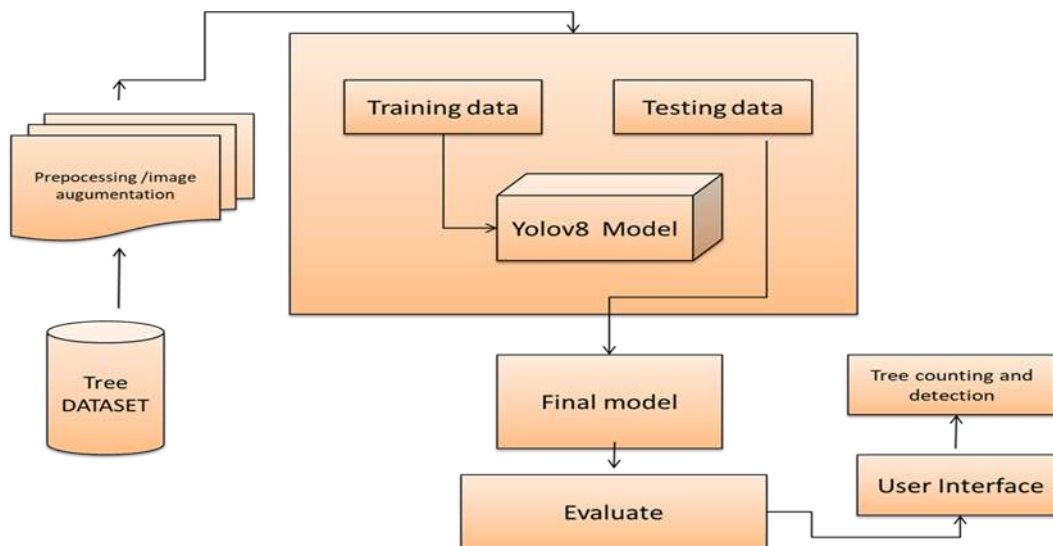 Training data
Testing data
Prepocessing /image
augumentation
Yolov8 Model
Tree
DATASET
Final model
Tree counting and
detection
User Interface
Evaluate